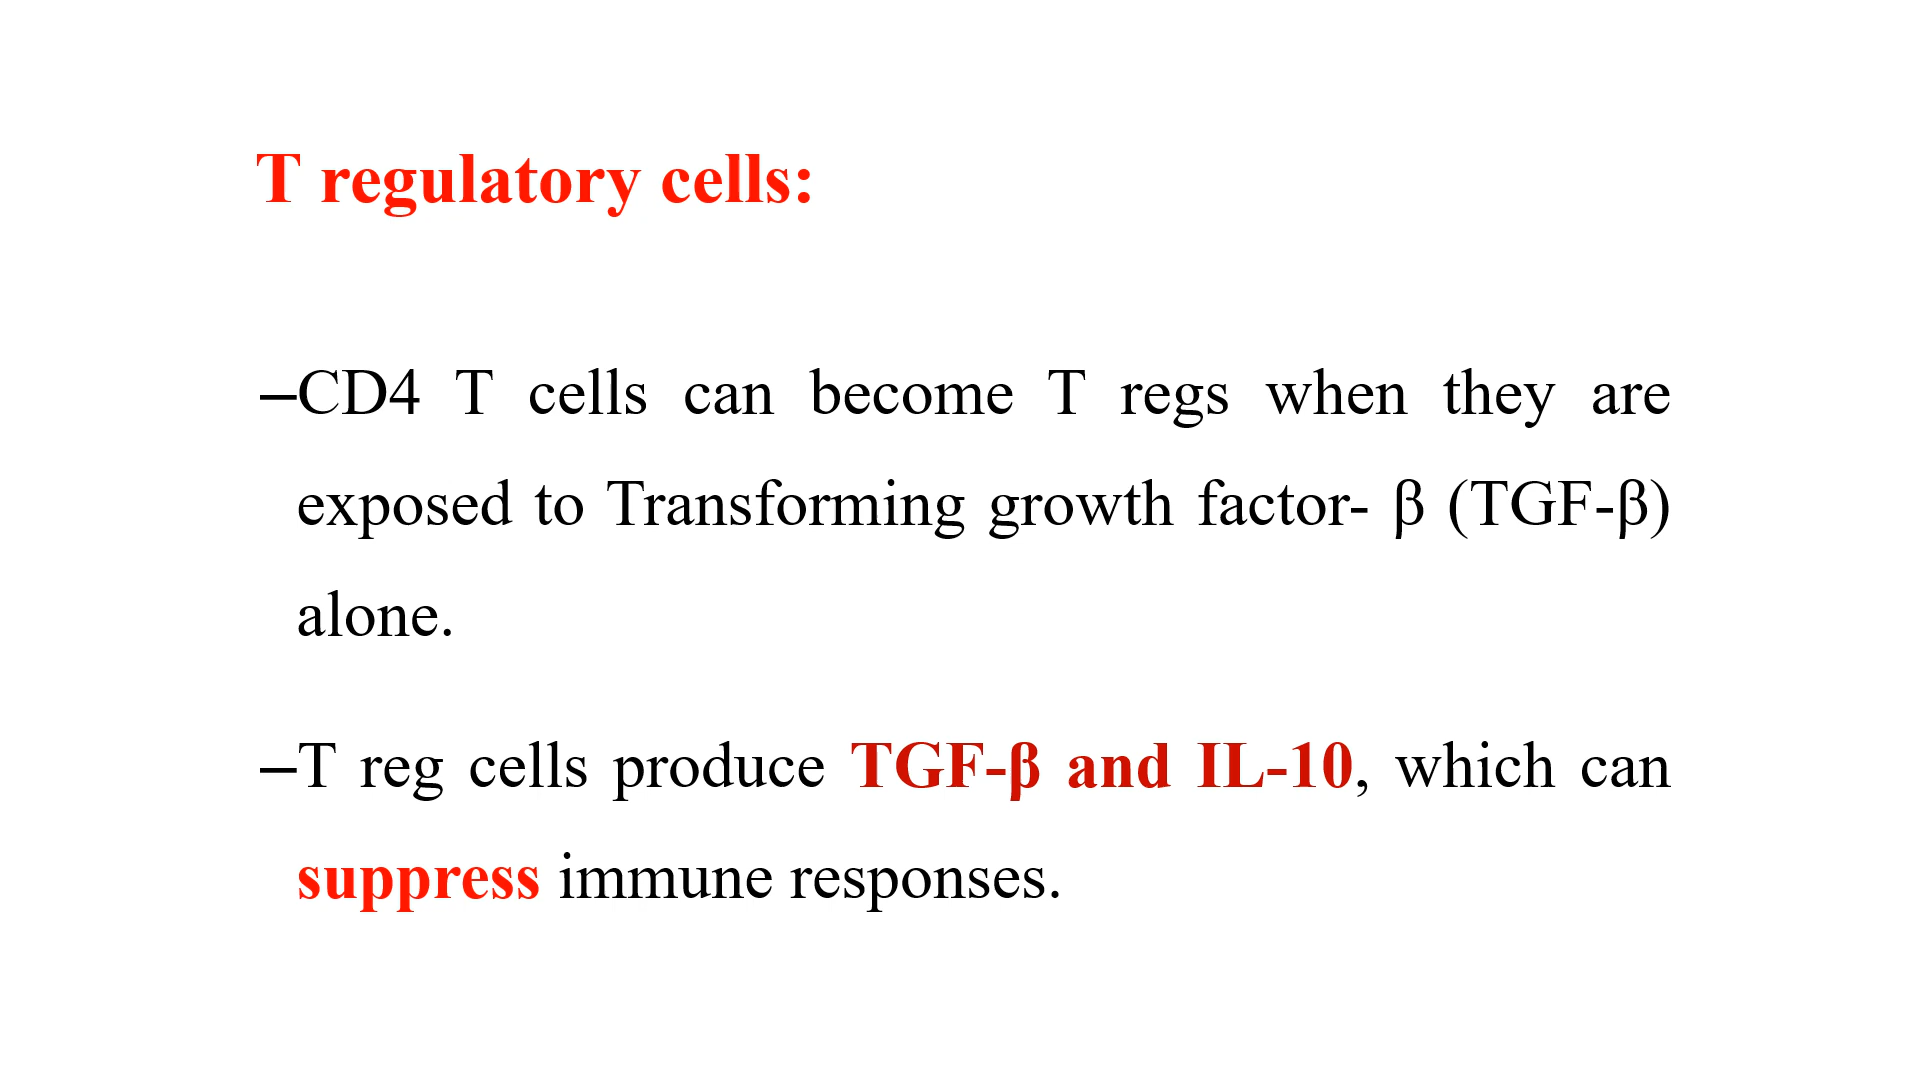 T regulatory cells:
–CD4 T cells can become T regs when they are
exposed to Transforming growth factor- β (TGF-β)
alone.
–T reg cells produce TGF-β and IL-10, which can
suppress immune responses.